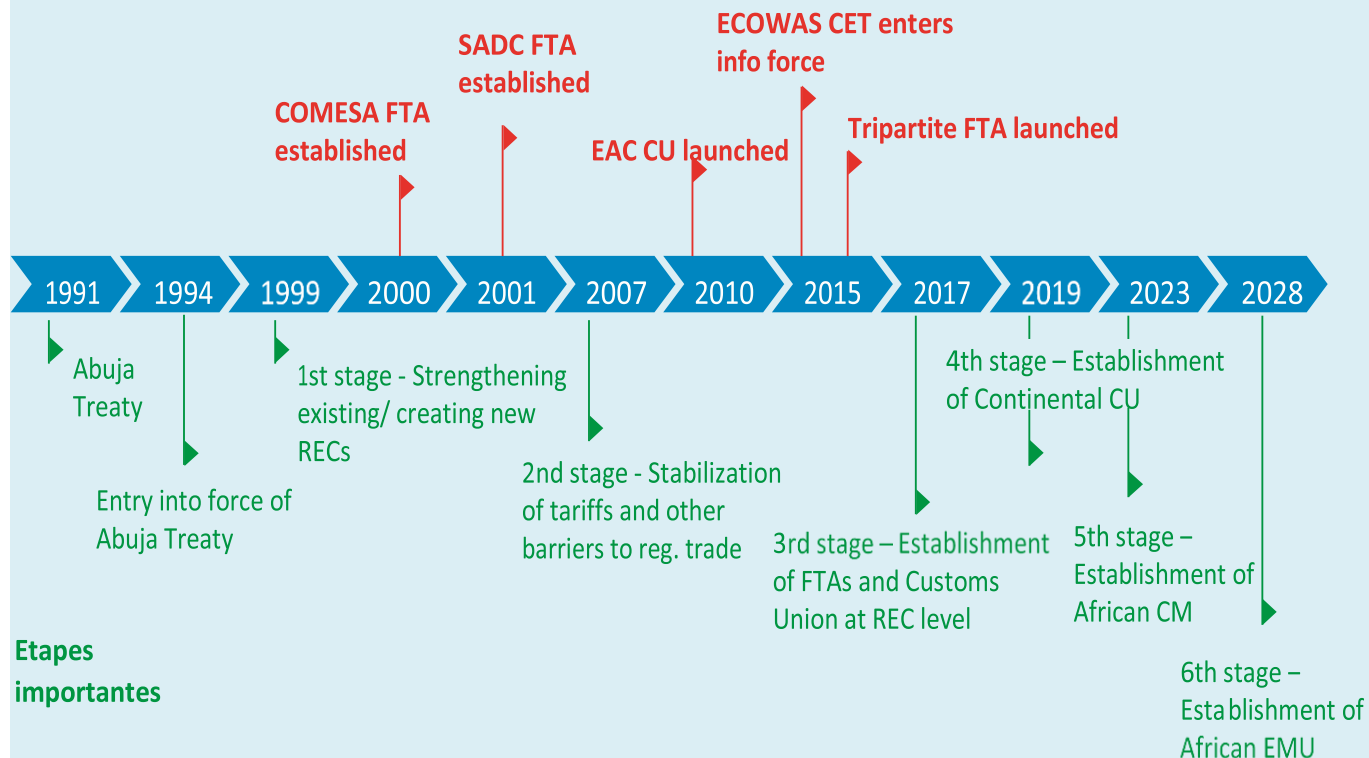 ECOWAS CET enters
info force
SADC FTA
established
COMESA FTA
established
Tripartite FTA launched
EAC CU launched
1991
1994
1999
2000
2001
2007
2010
2015
2017
2019
2023
2028
Abuja
Treaty
Entry into force of
Abuja Treaty
1st stage - Strengthening
existing/ creating new
RECs
2nd stage - Stabilization
of tariffs and other
barriers to reg. trade
3rd stage – Establishment
of FTAs and Customs
Union at REC level
4th stage – Establishment
of Continental CU
5th stage –
Establishment of
African CM
6th stage –
Establishment of
African EMU
Etapes
importantes